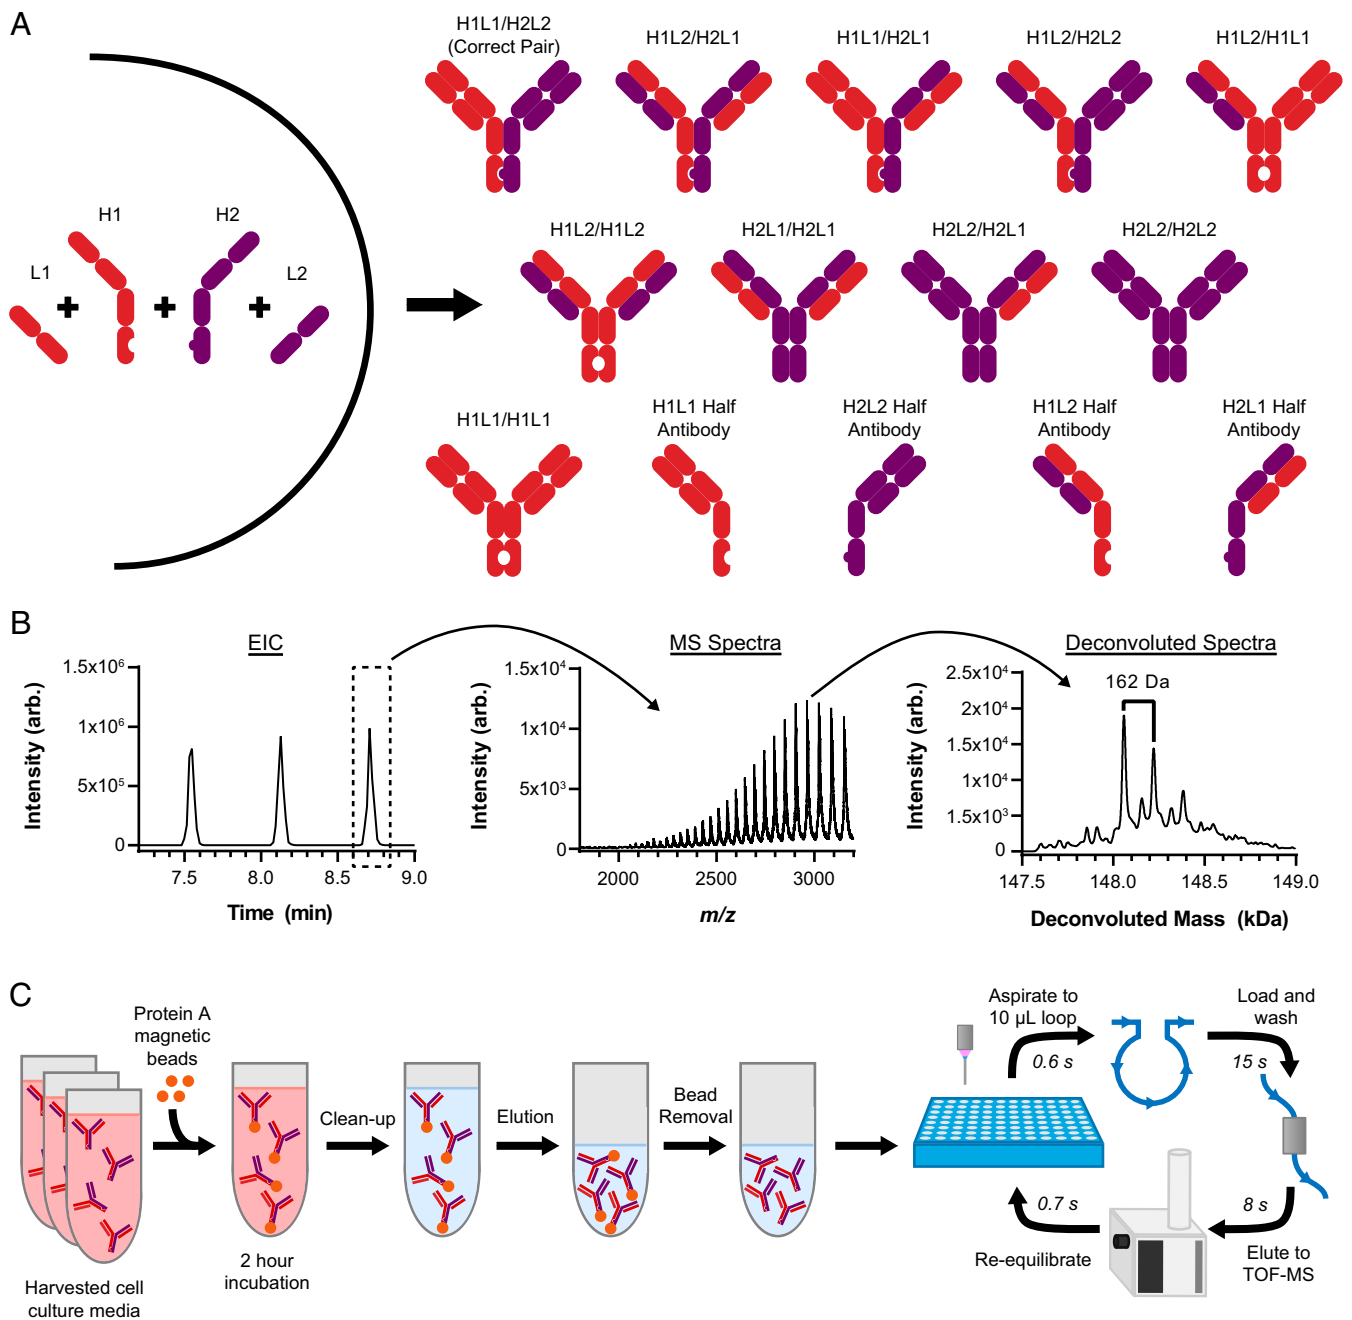 A
H1L1/H2L2
(Correct Pair)
H1L2/H2L1
H1L1/H2L1
H1L2/H2L2
H1L2/H1L1
L1
H1
H2
L2
H1L2/H1L2
H2L1/H2L1
H2L2/H2L1
H2L2/H2L2
H1L1/H1L1
H1L1 Half
Antibody
H2L2 Half
Antibody
H1L2 Half
Antibody
H2L1 Half
Antibody
B
EIC
Intensity (arb.)
1.5x10⁶
1x10⁶
5x10⁵
0
7.5 8.0 8.5 9.0
Time (min)
MS Spectra
Intensity (arb.)
1.5x10⁴
1x10⁴
5x10³
0
2000 2500 3000
m/z
Deconvoluted Spectra
162 Da
Intensity (arb.)
2.5x10⁴
2x10⁴
1.5x10⁴
1x10⁴
1.5x10³
0
147.5 148.0 148.5 149.0
Deconvoluted Mass (kDa)
C
Harvested cell
culture media
Protein A
magnetic
beads
2 hour
incubation
Clean-up
Elution
Bead
Removal
Aspirate to
10 µL loop
0.6 s
Load and
wash
15 s
8 s
Elute to
TOF-MS
0.7 s
Re-equilibrate